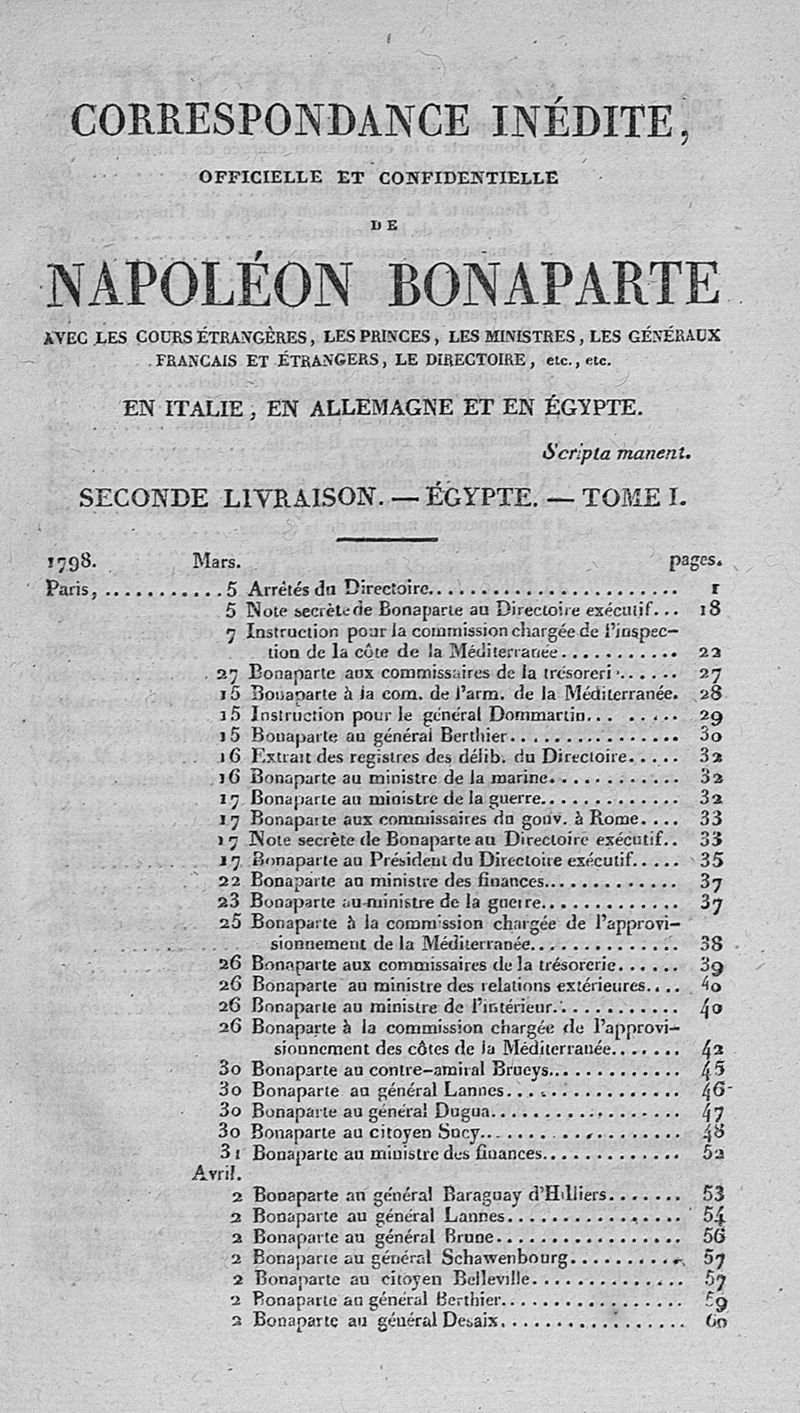 CORRESPONDANCE INÉDITE,
OFFICIELLE ET CONFIDENTIELLE
DE
NAPOLÉON BONAPARTE
AVEC LES COURS ÉTRANGÈRES, LES PRINCES, LES MINISTRES, LES GÉNÉRAUX
FRANCAIS ET ÉTRANGERS, LE DIRECTOIRE, etc., etc.
EN ITALIE, EN ALLEMAGNE ET EN ÉGYPTE.
Scripta manent.
SECONDE LIVRAISON. — ÉGYPTE. — TOME I.
1798. Mars. pages.
Paris, ........... 5 Arrêtés du Directoire...................... 1
5 Note secrète de Bonaparte au Directoire exécutif... 18
7 Instruction pour la commission chargée de l'inspec-
tion de la côte de la Méditerranée........... 22
27 Bonaparte aux commissaires de la trésoreri...... 27
15 Bonaparte à la com. de l'arm. de la Méditerranée. 28
15 Instruction pour le général Dommartin........ 29
15 Bonaparte au général Berthier................ 30
16 Extrait des registres des délib. du Directoire..... 32
16 Bonaparte au ministre de la marine............ 32
17 Bonaparte au ministre de la guerre............. 32
17 Bonaparte aux commissaires du gouv. à Rome.... 33
17 Note secrète de Bonaparte au Directoire exécutif.. 33
17 Bonaparte au Président du Directoire exécutif..... 35
22 Bonaparte au ministre des finances............ 37
23 Bonaparte au ministre de la guerre............ 37
25 Bonaparte à la commission chargée de l'approvi-
sionnement de la Méditerranée.............. 38
26 Bonaparte aux commissaires de la trésorerie...... 39
26 Bonaparte au ministre des relations extérieures.... 40
26 Bonaparte au ministre de l'intérieur............ 40
26 Bonaparte à la commission chargée de l'approvi-
sionnement des côtes de la Méditerranée....... 42
30 Bonaparte au contre-amiral Brueys............ 45
30 Bonaparte au général Lannes................ 46
30 Bonaparte au général Dugua................. 47
30 Bonaparte au citoyen Sucy.................. 48
31 Bonaparte au ministre des finances............. 52
Avril.
2 Bonaparte au général Baraguay d'Hilliers....... 53
2 Bonaparte au général Lannes................ 54
2 Bonaparte au général Brune................. 56
2 Bonaparte au général Schawenbourg.......... 57
2 Bonaparte au citoyen Belleville.............. 57
2 Bonaparte au général Berthier................. 59
2 Bonaparte au général Desaix................. 60